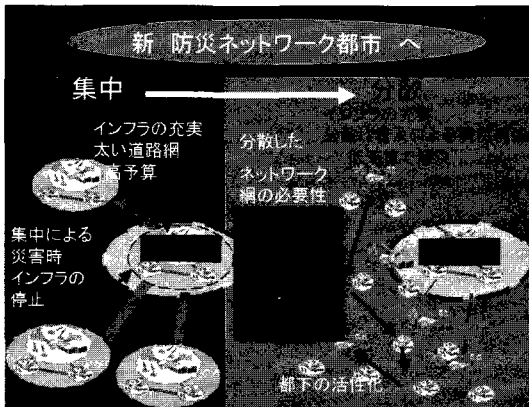 新 防災ネットワーク都市 へ
集中
分散
インフラの充実
太い道路網
高予算
集中による
災害時
インフラの
停止
分散した
ネットワーク
網の必要性
都下の活性化